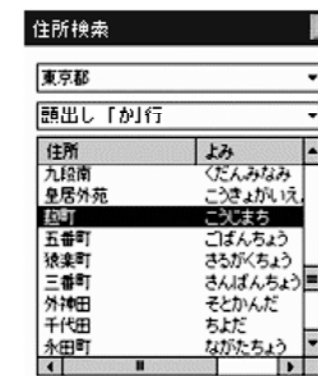 住所検索
東京都
頭出し「か」行
住所 よみ
九段南 くだんみなみ
皇居外苑 こうきょがいえ
麹町 こうじまち
五番町 ごばんちょう
猿楽町 さるがくちょう
三番町 さんばんちょう
外神田 そとかんだ
千代田 ちよだ
永田町 ながたちょう